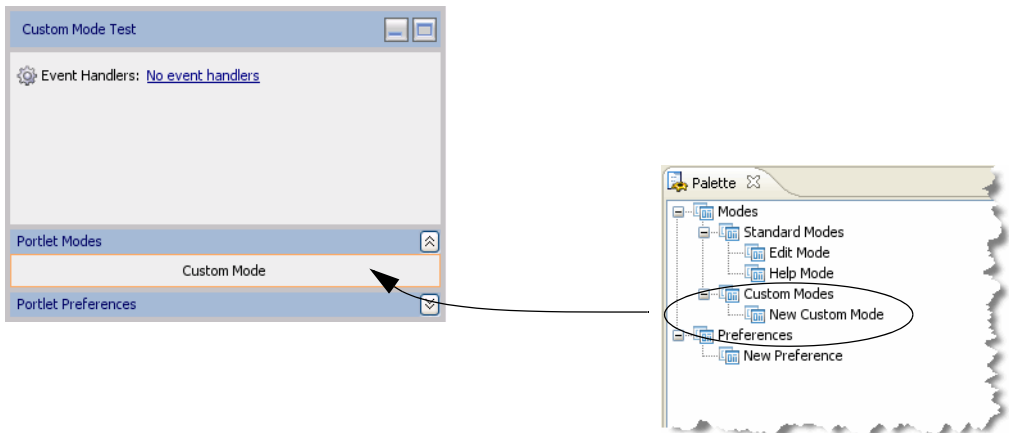 Custom Mode Test
Event Handlers: No event handlers
Portlet Modes
Custom Mode
Portlet Preferences
Palette
Modes
Standard Modes
Edit Mode
Help Mode
Custom Modes
New Custom Mode
Preferences
New Preference